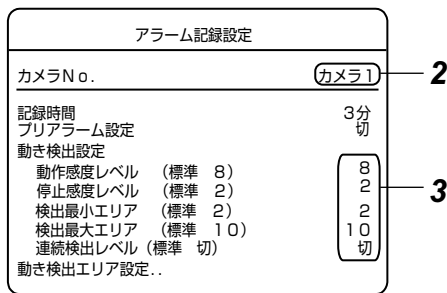 アラーム記録設定
カメラNo. カメラ1 2
記録時間 3分
プリアラーム設定 切
動き検出設定
動作感度レベル (標準 8) 8
停止感度レベル (標準 2) 2
3
検出最小エリア (標準 2) 2
検出最大エリア (標準 10) 10
連続検出レベル(標準 切) 切
動き検出エリア設定..